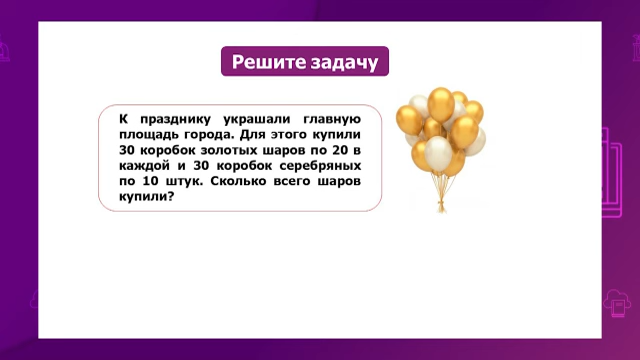 Решите задачу
К празднику украшали главную
площадь города. Для этого купили
30 коробок золотых шаров по 20 в
каждой и 30 коробок серебряных
по 10 штук. Сколько всего шаров
купили?